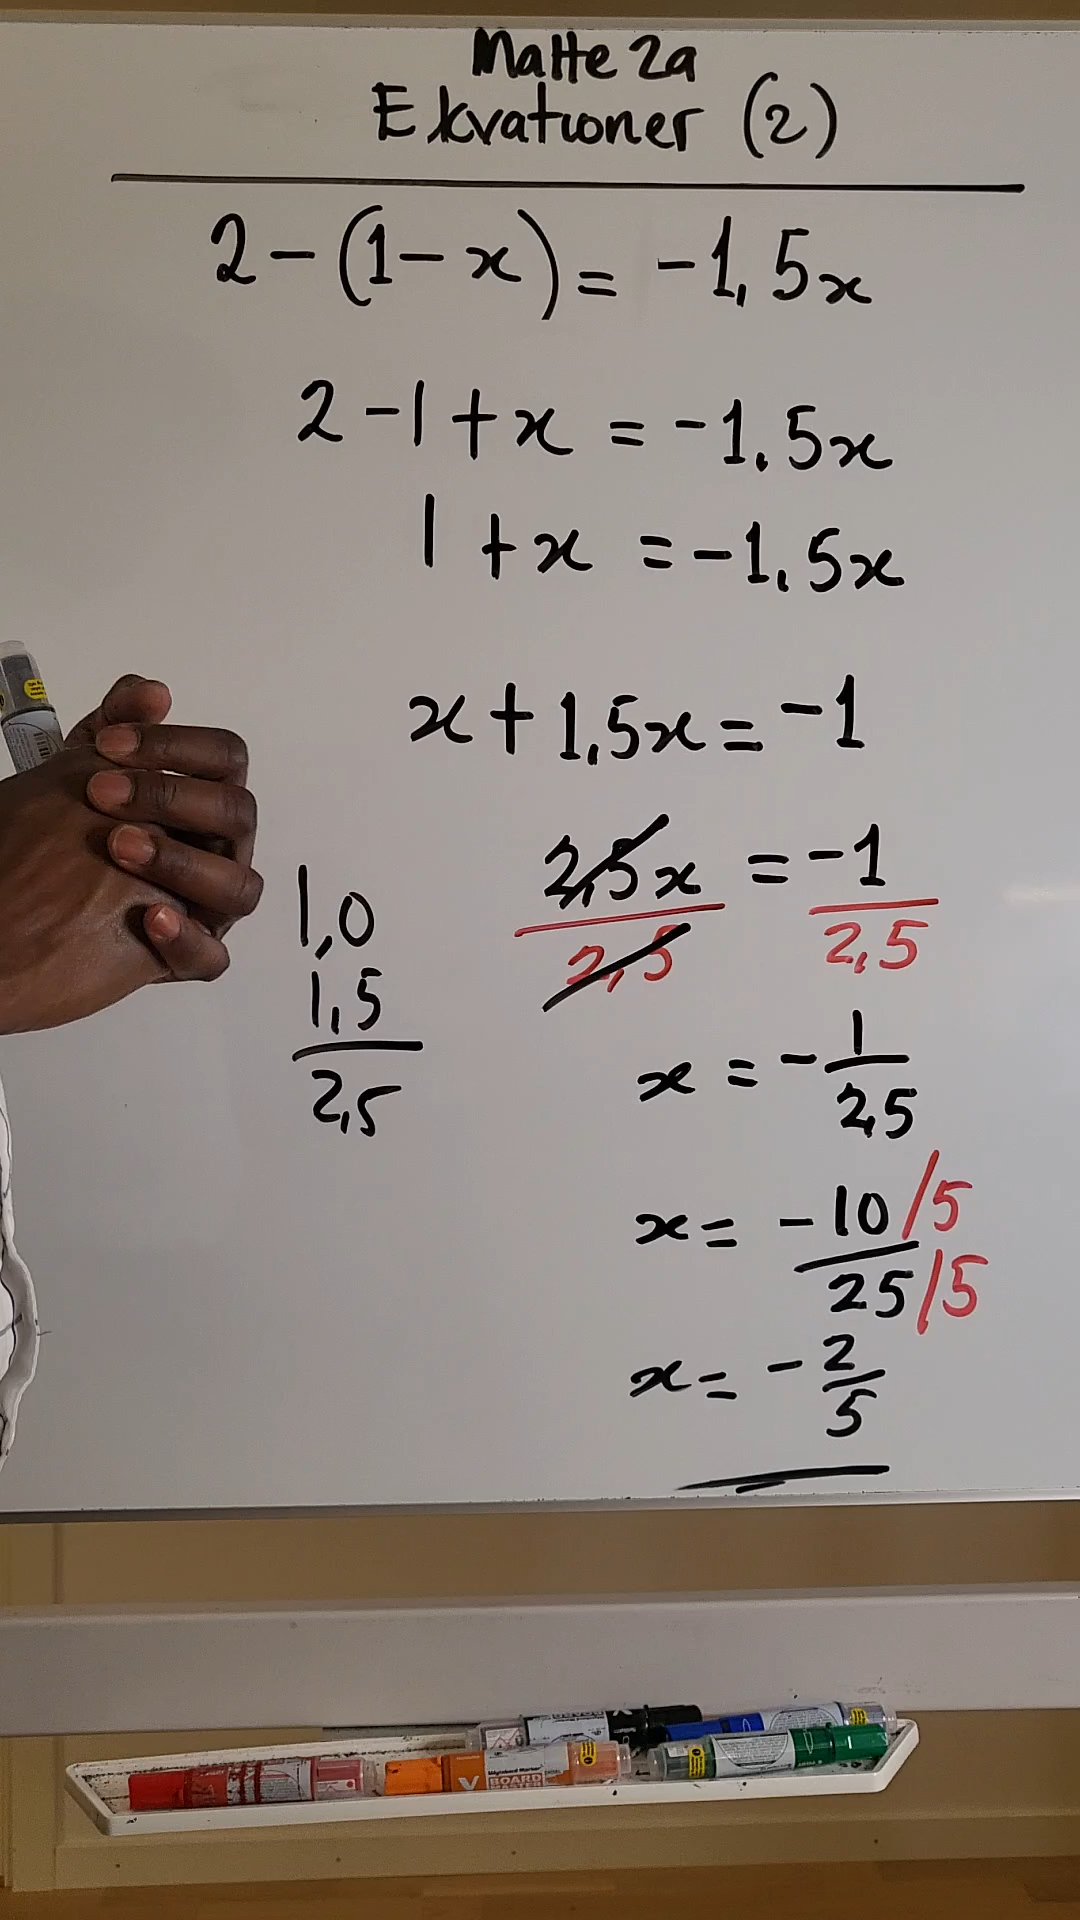 Matte 2a
Ekvationer (2)
2-(1-x) = -1,5x
2-1+x = -1,5x
1+x = -1,5x
x+1,5x = -1
2,5x = -1
2,5 2,5
1,0
1,5
2,5
x = - 1
2,5
x = -10/5
25/5
x = - 2
5
V BOARD